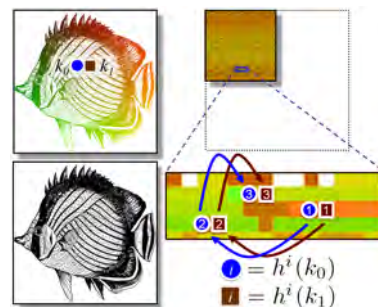 k₀ k₁
3 3
1 1
2 2
i = hⁱ(k₀)
i = hⁱ(k₁)